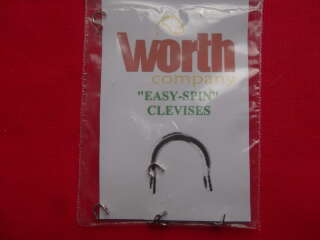 Worth
company
"EASY-SPIN"
CLEVISES